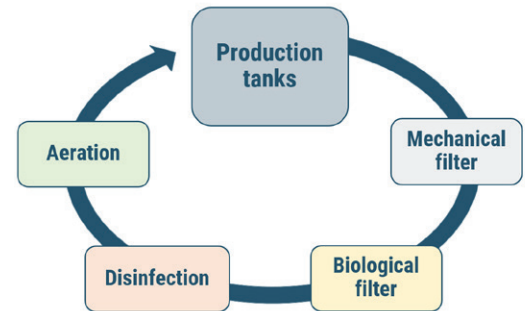 Production
tanks
Mechanical
filter
Biological
filter
Disinfection
Aeration